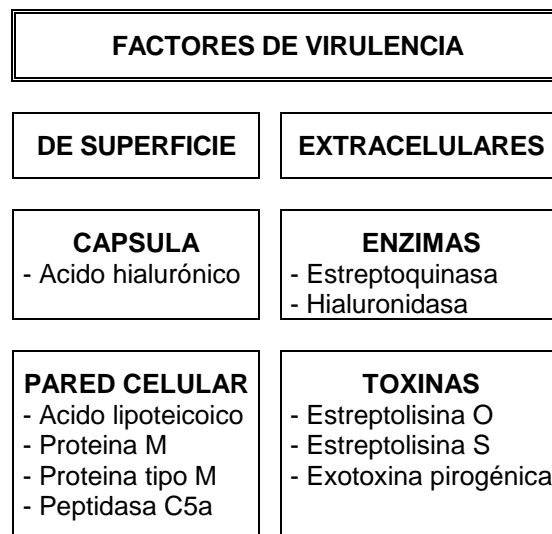 FACTORES DE VIRULENCIA
DE SUPERFICIE
EXTRACELULARES
CAPSULA
- Acido hialurónico
ENZIMAS
- Estreptoquinasa
- Hialuronidasa
PARED CELULAR
- Acido lipoteicoico
- Proteina M
- Proteina tipo M
- Peptidasa C5a
TOXINAS
- Estreptolisina O
- Estreptolisina S
- Exotoxina pirogénica